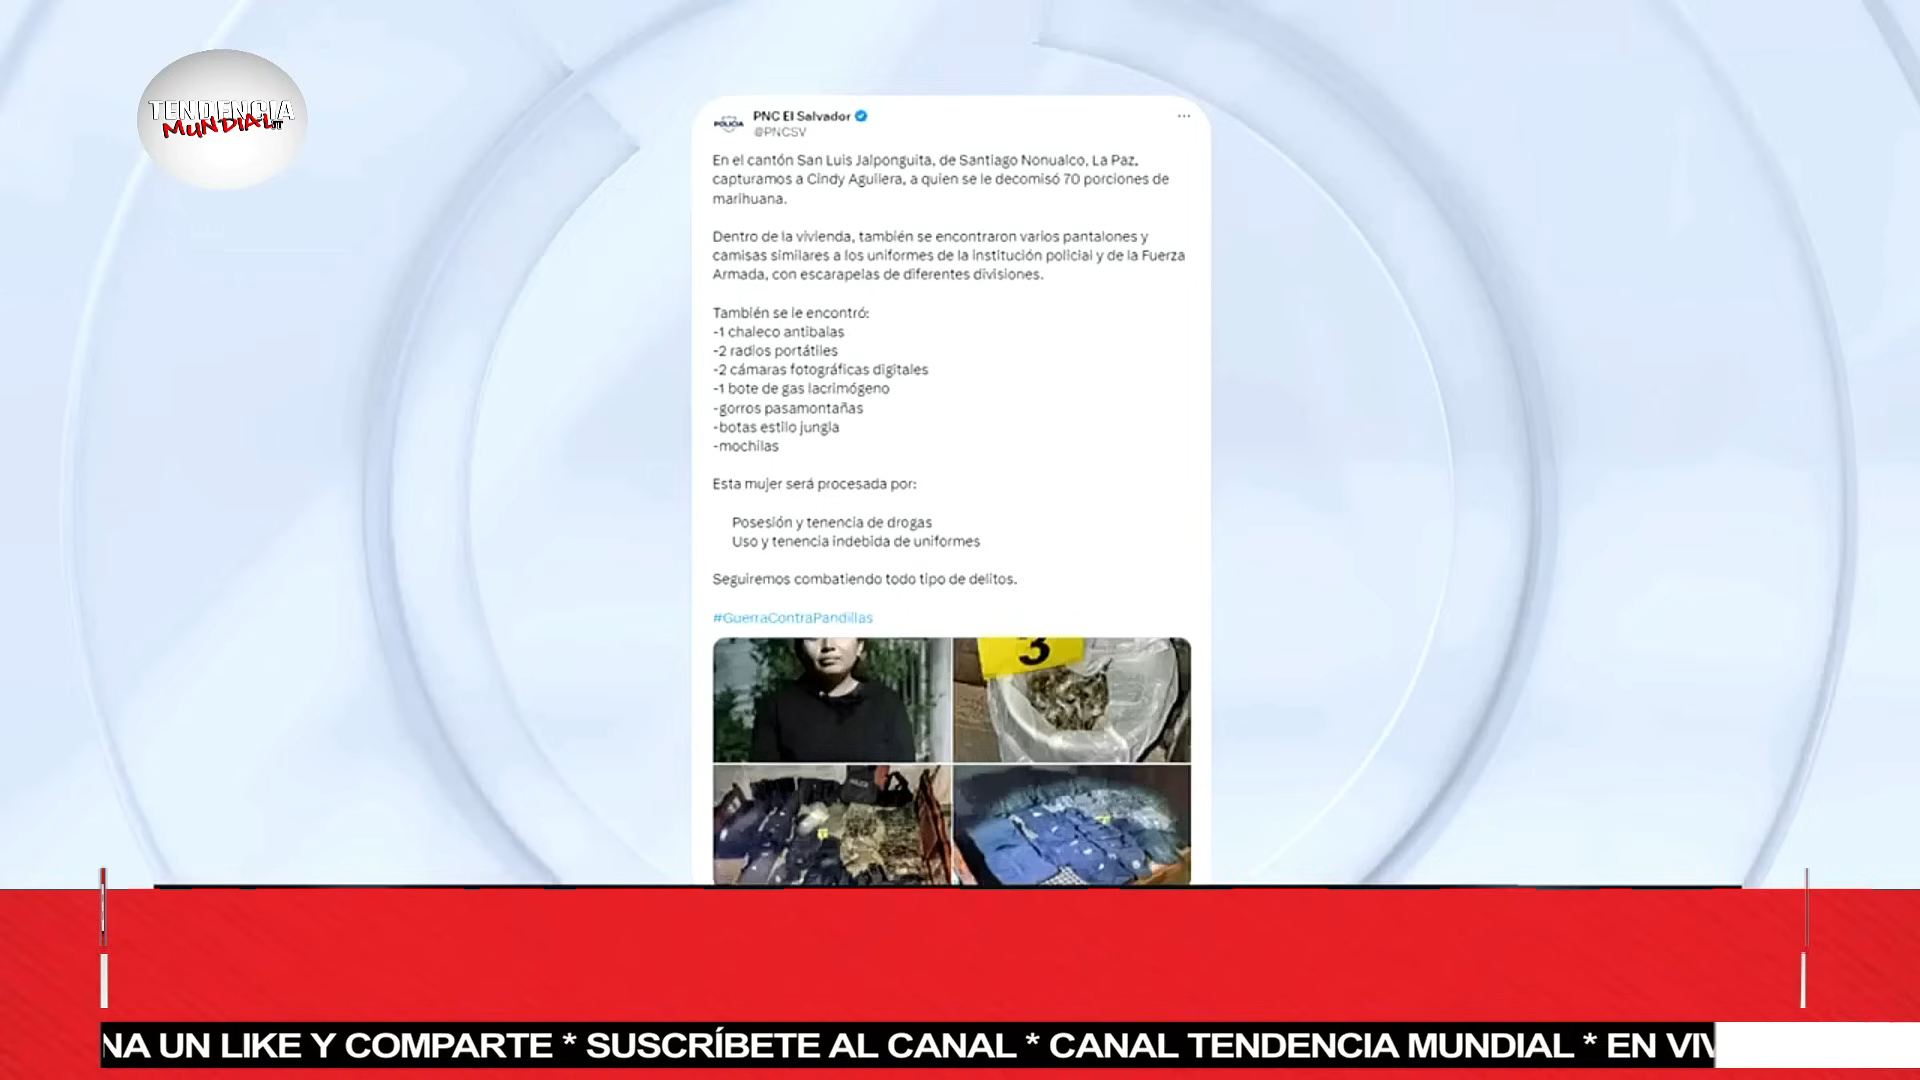 TENDENCIA
MUNDIAL
PNC El Salvador
@PNCSV
POLICIA
En el cantón San Luis Jalponguita, de Santiago Nonualco, La Paz,
capturamos a Cindy Aguilera, a quien se le decomisó 70 porciones de
marihuana.
Dentro de la vivienda, también se encontraron varios pantalones y
camisas similares a los uniformes de la institución policial y de la Fuerza
Armada, con escarapelas de diferentes divisiones.
También se le encontró:
-1 chaleco antibalas
-2 radios portátiles
-2 cámaras fotográficas digitales
-1 bote de gas lacrimógeno
-gorros pasamontañas
-botas estilo jungla
-mochilas
Esta mujer será procesada por:
Posesión y tenencia de drogas
Uso y tenencia indebida de uniformes
Seguiremos combatiendo todo tipo de delitos.
#GuerraContraPandillas
3
NA UN LIKE Y COMPARTE * SUSCRÍBETE AL CANAL * CANAL TENDENCIA MUNDIAL * EN VIV